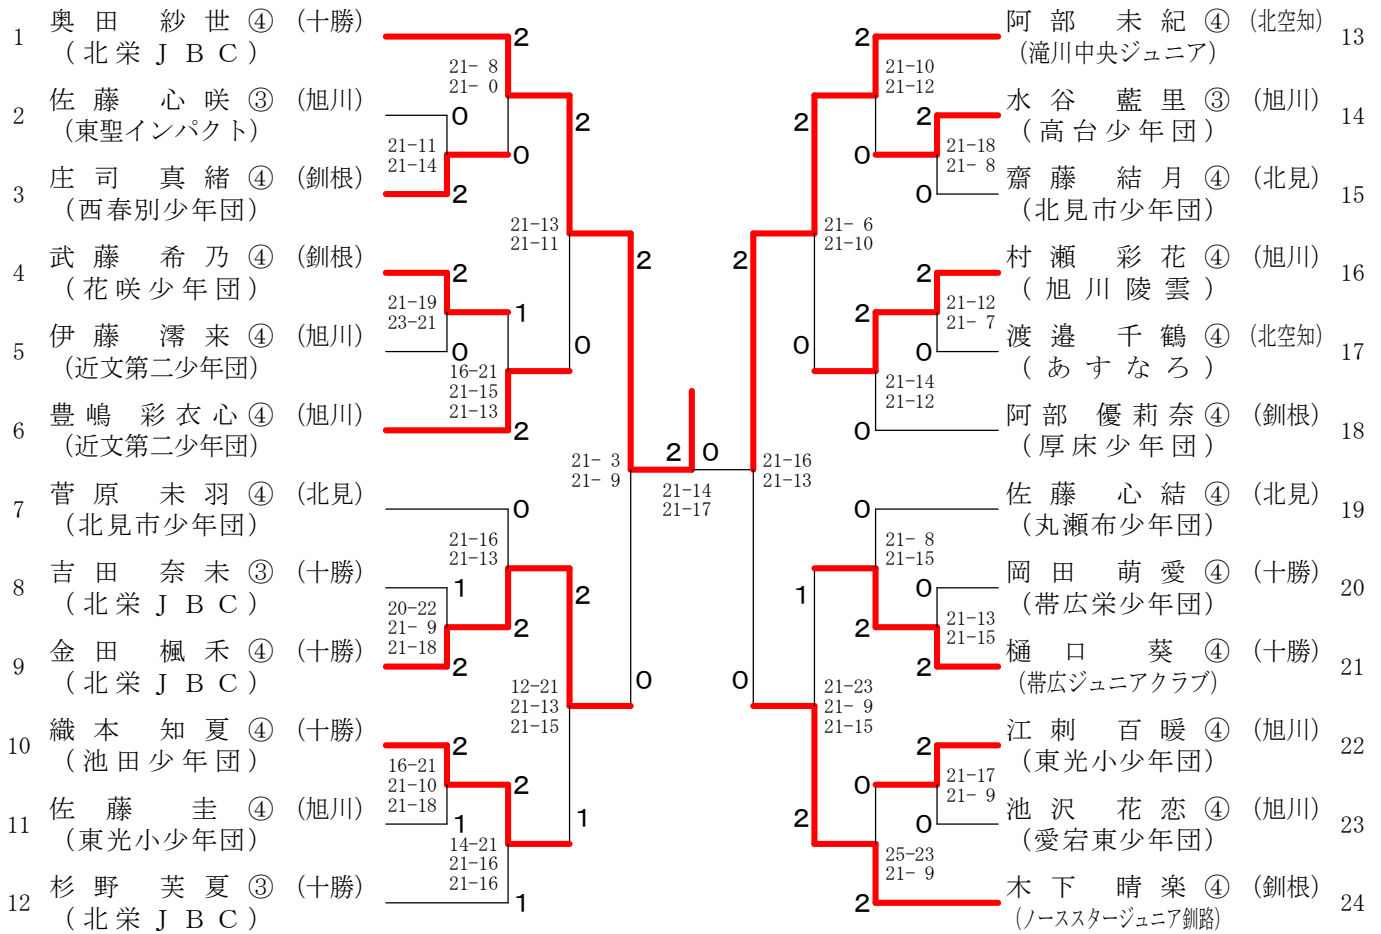 1 奥田 紗世④ (十勝)
(北栄ＪＢＣ)
2 佐藤 心咲③ (旭川)
(東聖インパクト)
3 庄司 真緒④ (釧根)
(西春別少年団)
4 武藤 希乃④ (釧根)
(花咲少年団)
5 伊藤 澪来④ (旭川)
(近文第二少年団)
6 豊嶋 彩衣心④ (旭川)
(近文第二少年団)
7 菅原 未羽④ (北見)
(北見市少年団)
8 吉田 奈未③ (十勝)
(北栄ＪＢＣ)
9 金田 楓禾④ (十勝)
(北栄ＪＢＣ)
10 織本 知夏④ (十勝)
(池田少年団)
11 佐藤 圭④ (旭川)
(東光小少年団)
12 杉野 芙夏③ (十勝)
(北栄ＪＢＣ)
2
21- 8
21- 0
0
0
21-11
21-14
2
2
21-13
21-11
0
2
21-19
23-21
0
1
16-21
21-15
21-13
2
2
21- 3
21- 9
0
0
21-16
21-13
2
1
20-22
21- 9
21-18
2
2
12-21
21-13
21-15
1
2
16-21
21-10
21-18
1
2
14-21
21-16
21-16
1
2 0
21-14
21-17
2
21-16
21-13
0
2
21- 6
21-10
0
2
21-10
21-12
0
2
21-18
21- 8
0
2
21-12
21- 7
0
2
21-14
21-12
0
1
21-23
21- 9
21-15
2
0
21- 8
21-15
2
0
21-13
21-15
2
2
21-17
21- 9
0
0
25-23
21- 9
2
阿部 未紀④ (北空知) 13
(滝川中央ジュニア)
水谷 藍里③ (旭川) 14
(高台少年団)
齋藤 結月④ (北見) 15
(北見市少年団)
村瀬 彩花④ (旭川) 16
(旭川陵雲)
渡邉 千鶴④ (北空知) 17
(あすなろ)
阿部 優莉奈④ (釧根) 18
(厚床少年団)
佐藤 心結④ (北見) 19
(丸瀬布少年団)
岡田 萌愛④ (十勝) 20
(帯広栄少年団)
樋口 葵④ (十勝) 21
(帯広ジュニアクラブ)
江刺 百暖④ (旭川) 22
(東光小少年団)
池沢 花恋④ (旭川) 23
(愛宕東少年団)
木下 晴楽④ (釧根) 24
(ノーススタージュニア釧路)